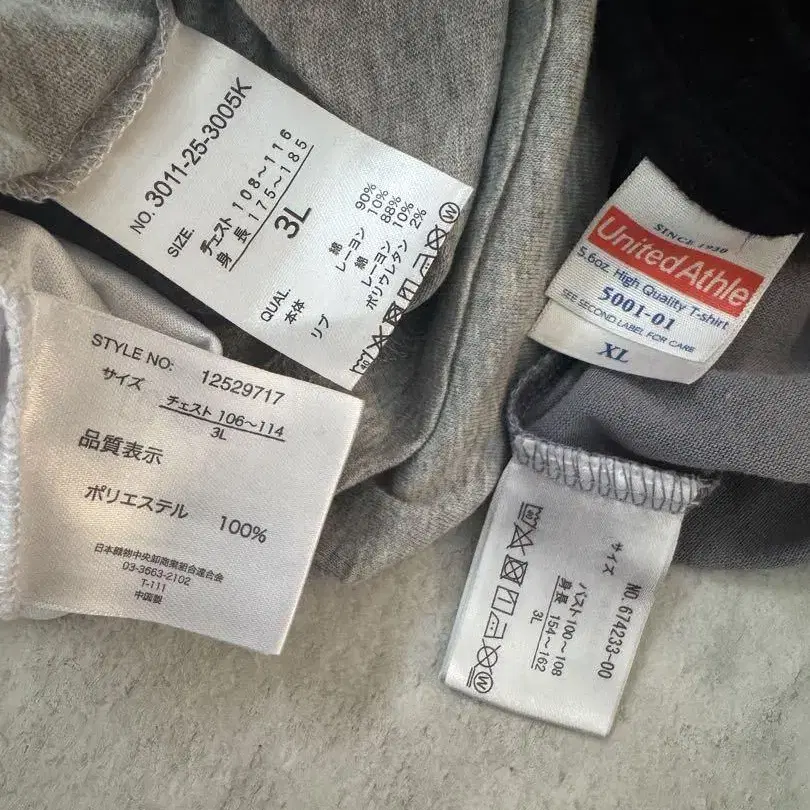 NO. 3011-25-3005K
SIZE.
チェスト 108～116
身 長 175～185
3L
QUAL.
本体
綿 90%
レーヨン 10%
リブ
綿 88%
レーヨン 10%
ポリウレタン 2%
W
STYLE NO: 12529717
サイズ
チェスト 106～114
3L
品質表示
ポリエステル 100%
日本織物中央卸商業組合連合会
03-3663-2102
T-111
中国製
SINCE 1930
United Athle
5.6oz High Quality T-shirt
5001-01
SEE SECOND LABEL FOR CARE
XL
NO. 674233-00
サイズ
バスト 100～108
身長 154～162
3L
W